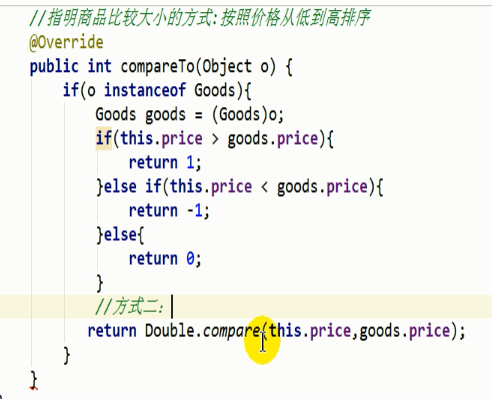 //指明商品比较大小的方式:按照价格从低到高排序
@Override
public int compareTo(Object o) {
if(o instanceof Goods){
Goods goods = (Goods)o;
if(this.price > goods.price){
return 1;
}else if(this.price < goods.price){
return -1;
}else{
return 0;
}
//方式二：
return Double.compare(this.price,goods.price);
}
}